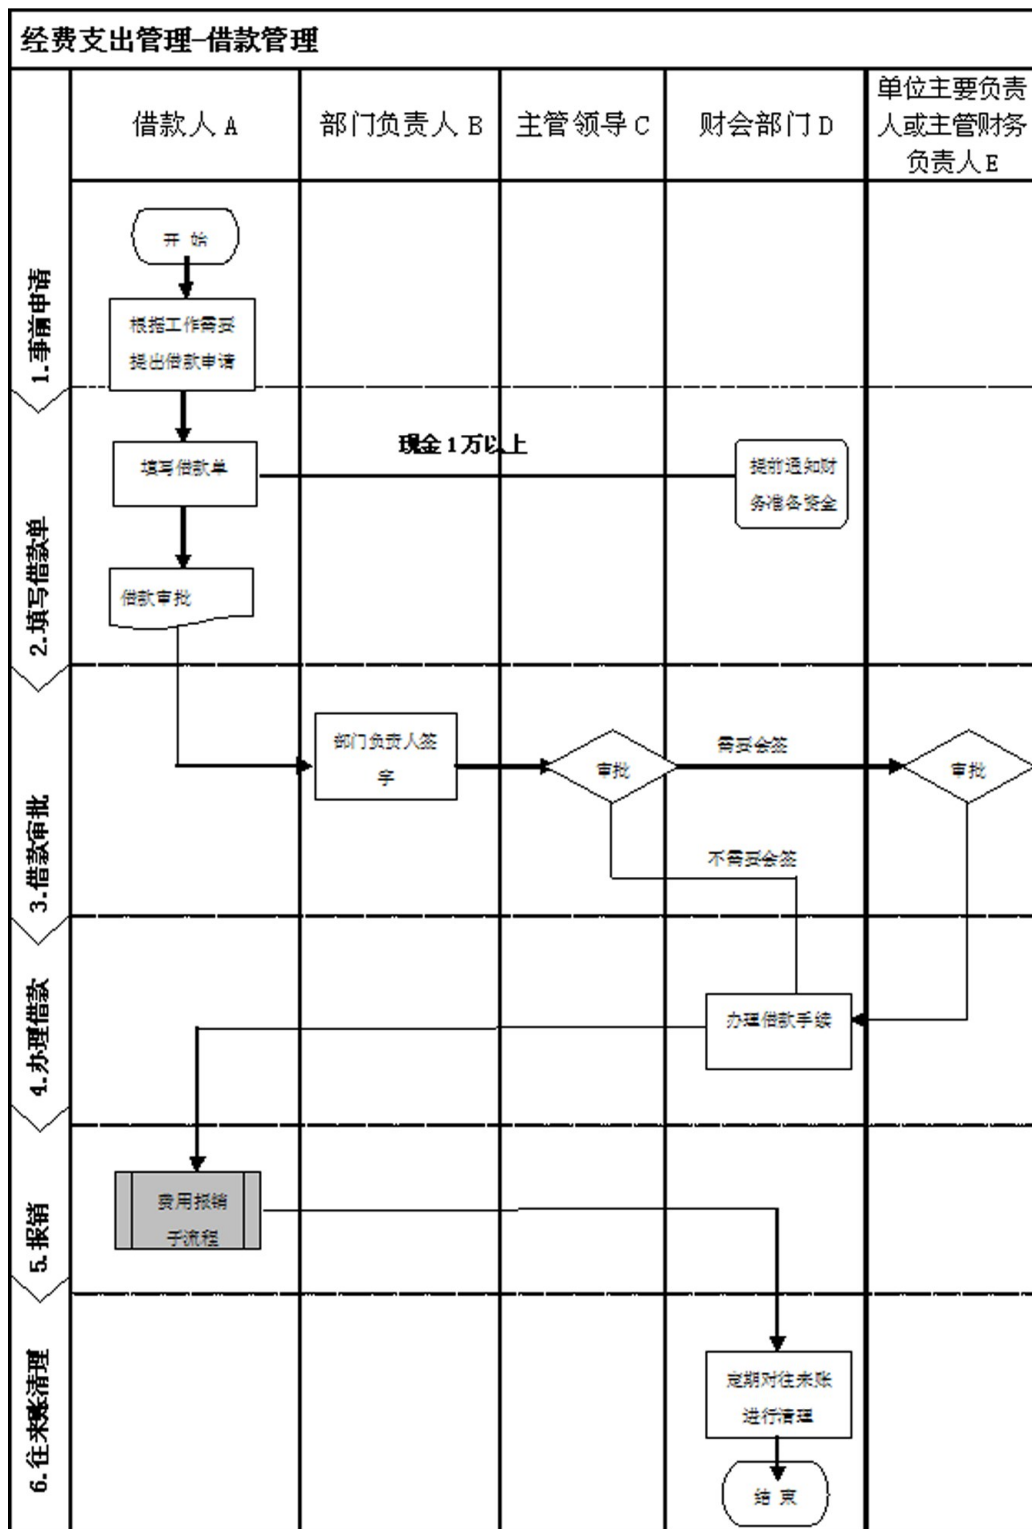 经费支出管理-借款管理
借款人A
部门负责人B
主管领导C
财会部门D
单位主要负责
人或主管财务
负责人E
1.事前申请
开 始
根据工作需要
提出借款申请
2.填写借款单
填写借款单
现金1万以上
提前通知财
务准备资金
借款审批
3.借款审批
部门负责人签
字
审批
需要会签
审批
不需要会签
4.办理借款
办理借款手续
5.报销
费用报销
子流程
6.往来账清理
定期对往来账
进行清理
结 束